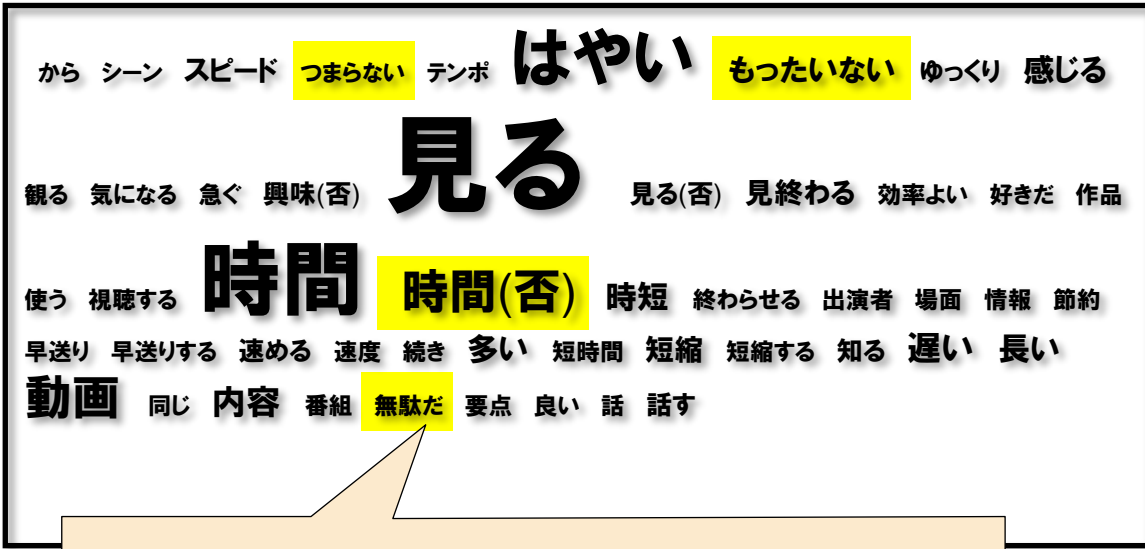 から シーン スピード つまらない テンポ はやい もったいない ゆっくり 感じる
観る 気になる 急ぐ 興味(否) 見る 見る(否) 見終わる 効率よい 好きだ 作品
使う 視聴する 時間 時間(否) 時短 終わらせる 出演者 場面 情報 節約
早送り 早送りする 速める 速度 続き 多い 短時間 短縮 短縮する 知る 遅い 長い
動画 同じ 内容 番組 無駄だ 要点 良い 話 話す